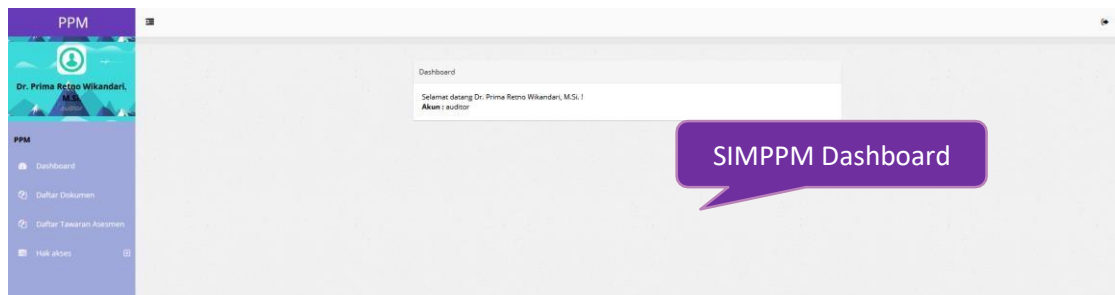 PPM
Dr. Prima Retno Wikandari,
M.Si.
auditor
PPM
Dashboard
Daftar Dokumen
Daftar Tawaran Asesmen
Hak akses
Dashboard
Selamat datang Dr. Prima Retno Wikandari, M.Si. !
Akun : auditor
SIMPPM Dashboard